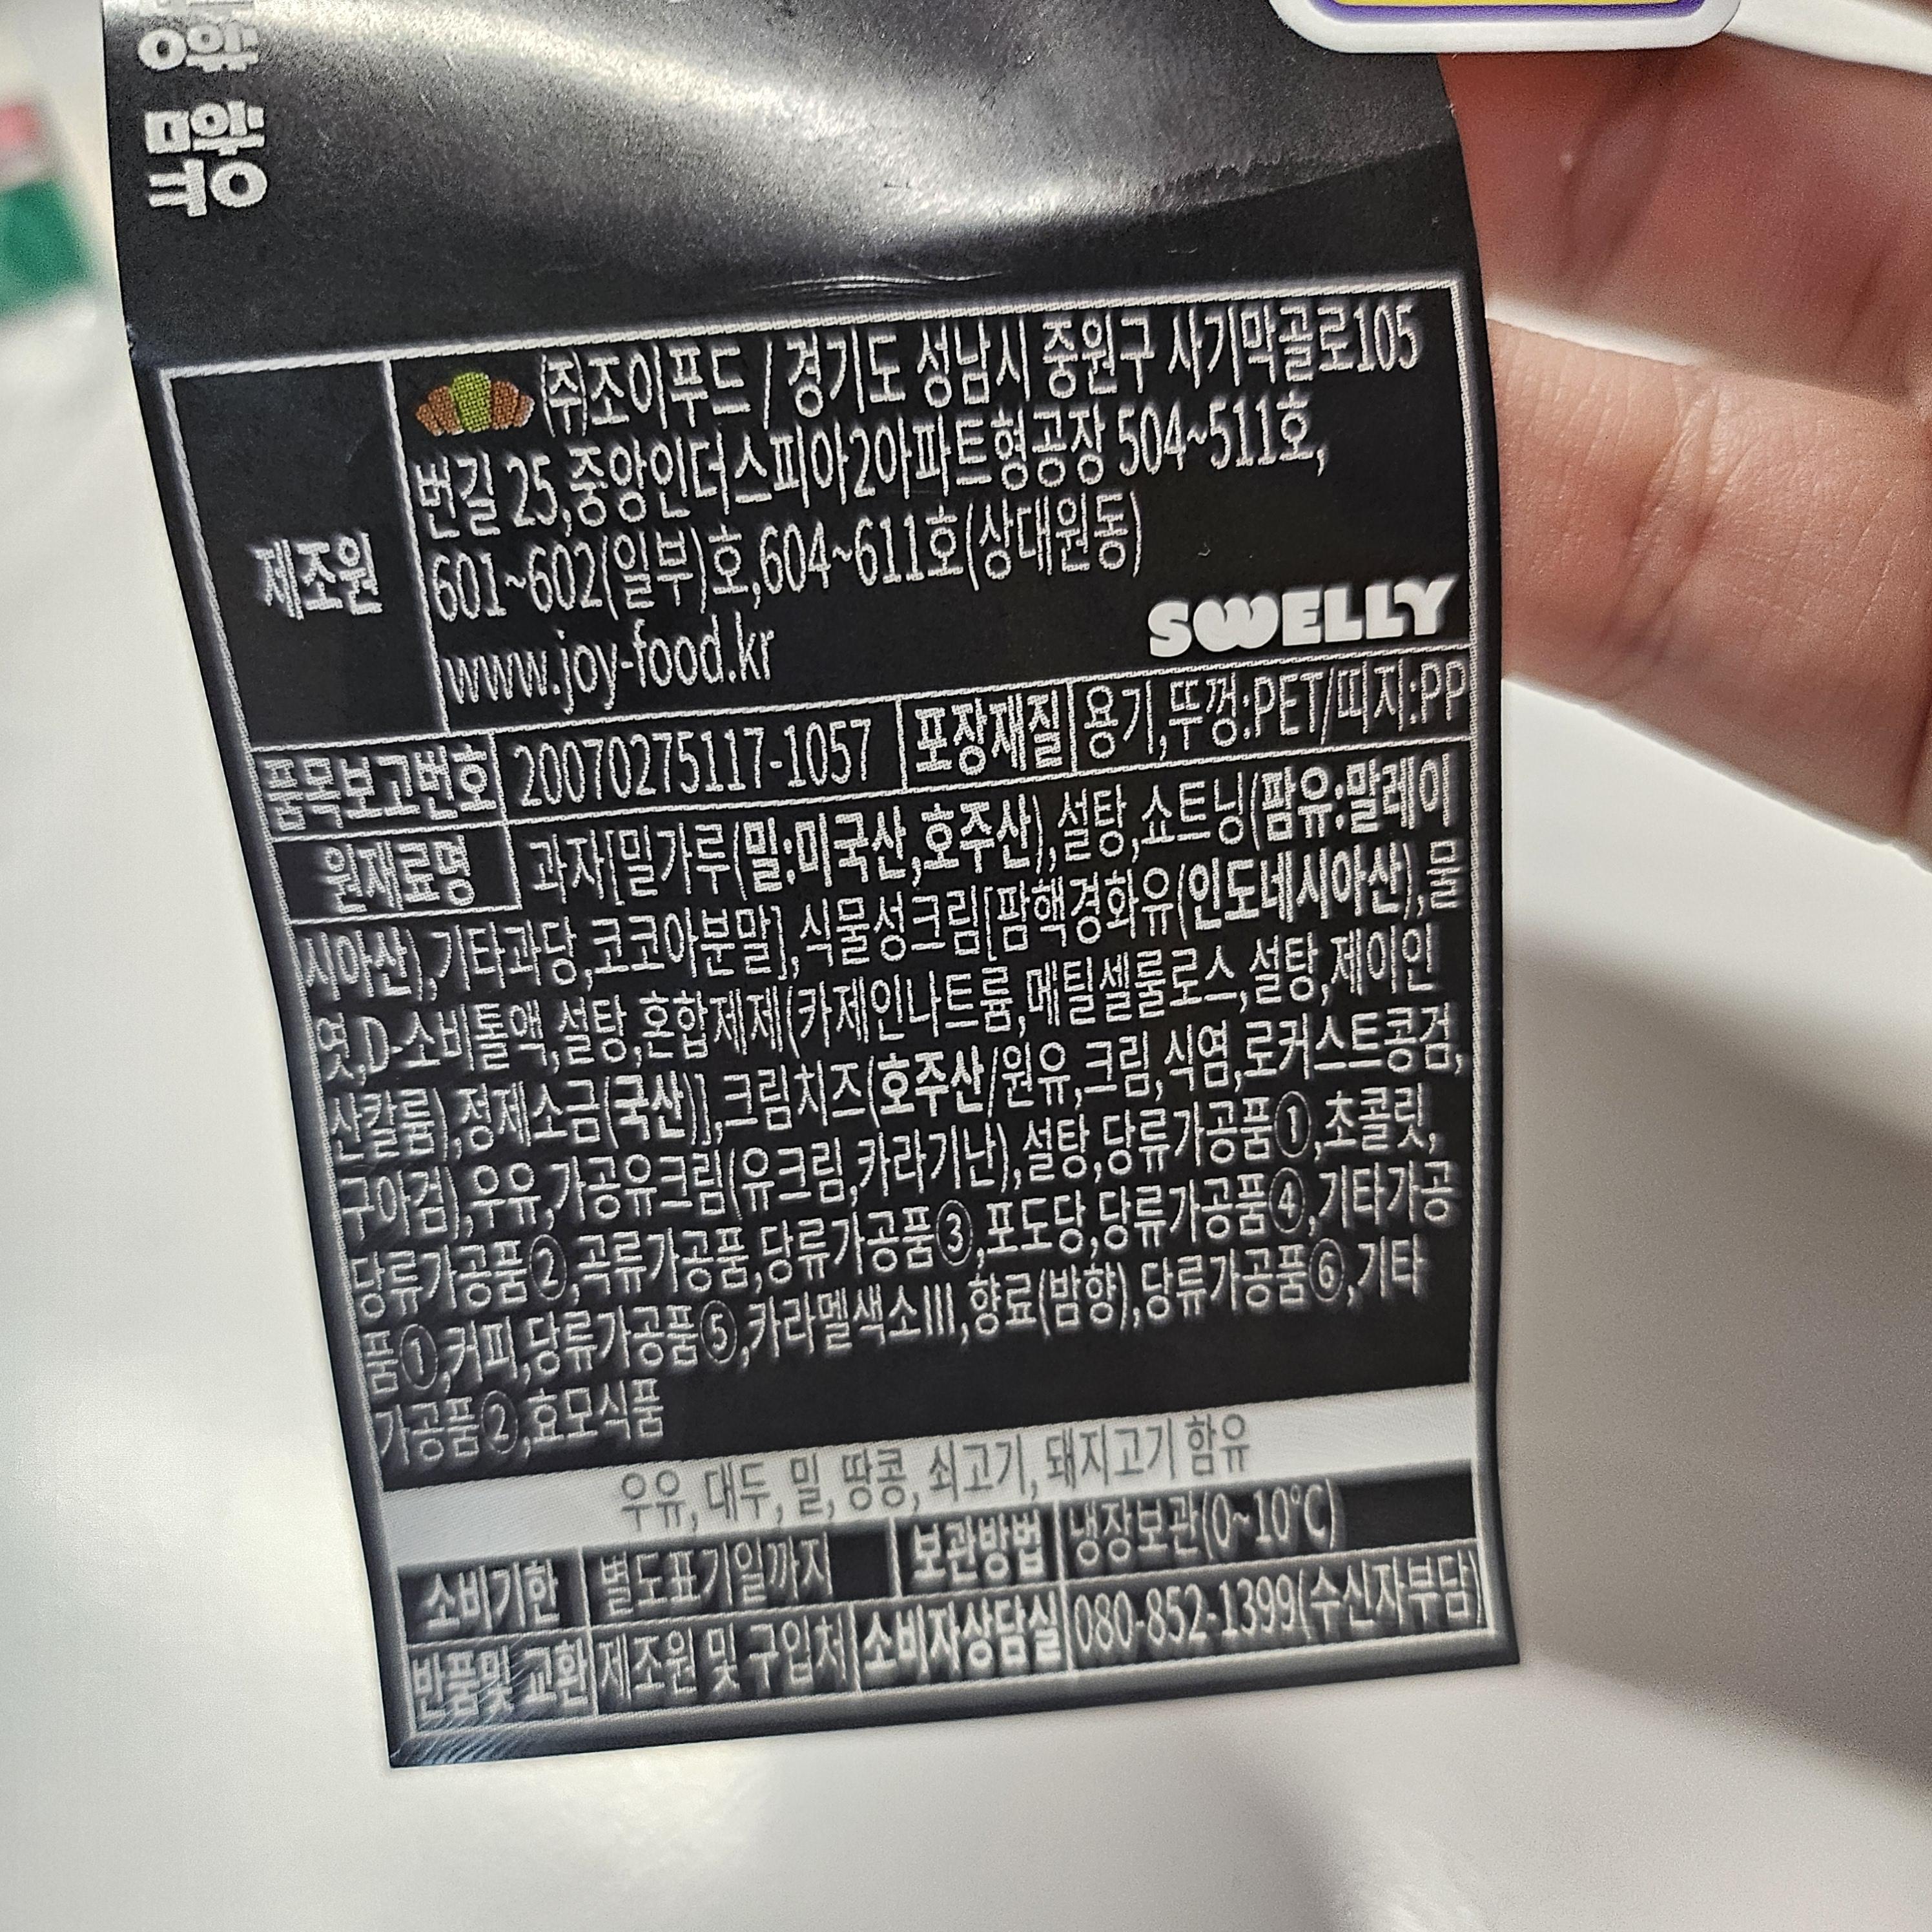 함유
(주)조이푸드 / 경기도 성남시 중원구 사기막골로105
번길 25,중앙인더스피아2아파트형공장 504~511호,
제조원
601~602(일부)호,604~611호(상대원동)
www.joy-food.kr
SWELLY
품목보고번호 20070275117-1057 포장재질 용기,뚜껑:PET/띠지:PP
원재료명 과자[밀가루(밀:미국산,호주산),설탕,쇼트닝(팜유:말레이
시아산),기타과당,코코아분말],식물성크림[팜핵경화유(인도네시아산),물
엿,D-소비톨액,설탕,혼합제제(카제인나트륨,메틸셀룰로스,설탕,제이인
산칼륨),정제소금(국산)],크림치즈(호주산/원유,크림,식염,로커스트콩검,
구아검),우유,가공유크림(유크림,카라기난),설탕,당류가공품①,초콜릿,
당류가공품②,곡류가공품,당류가공품③,포도당,당류가공품④,기타가공
품①,커피,당류가공품⑤,카라멜색소III,향료(밤향),당류가공품⑥,기타
가공품②,효모식품
우유, 대두, 밀, 땅콩, 쇠고기, 돼지고기 함유
소비기한 별도표기일까지 보관방법 냉장보관(0~10℃)
반품및 교환 제조원 및 구입처 소비자상담실 080-852-1399(수신자부담)